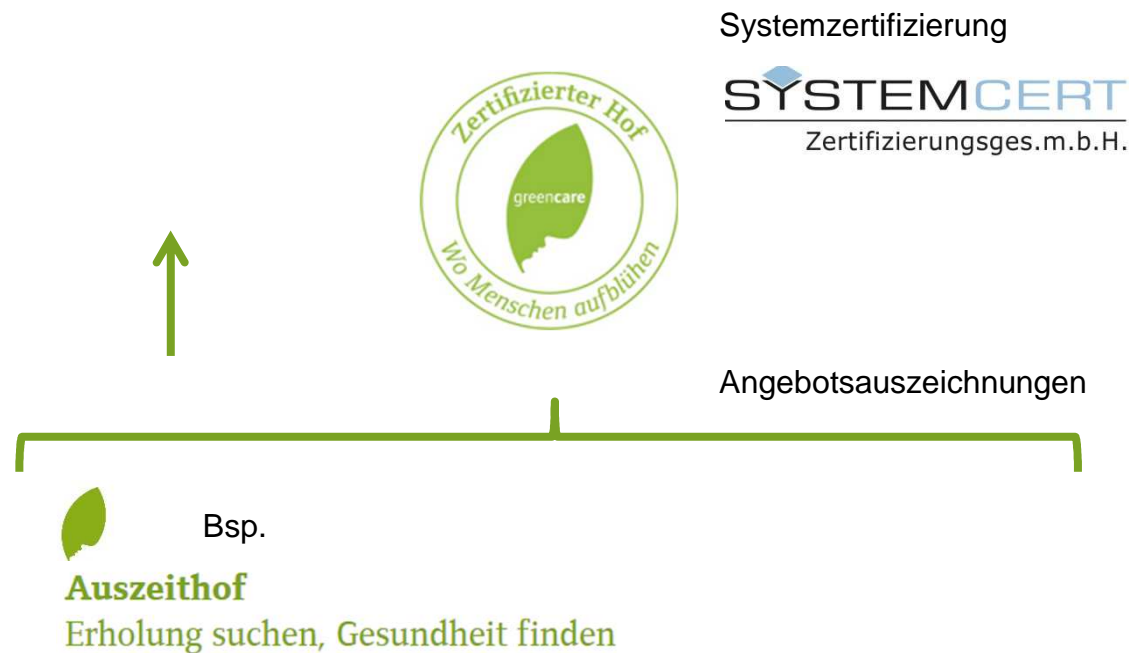 Systemzertifizierung
SYSTEMCERT
Zertifizierungsges.m.b.H.
Zertifizierter Hof
greencare
Wo Menschen aufblühen
Angebotsauszeichnungen
Bsp.
Auszeithof
Erholung suchen, Gesundheit finden